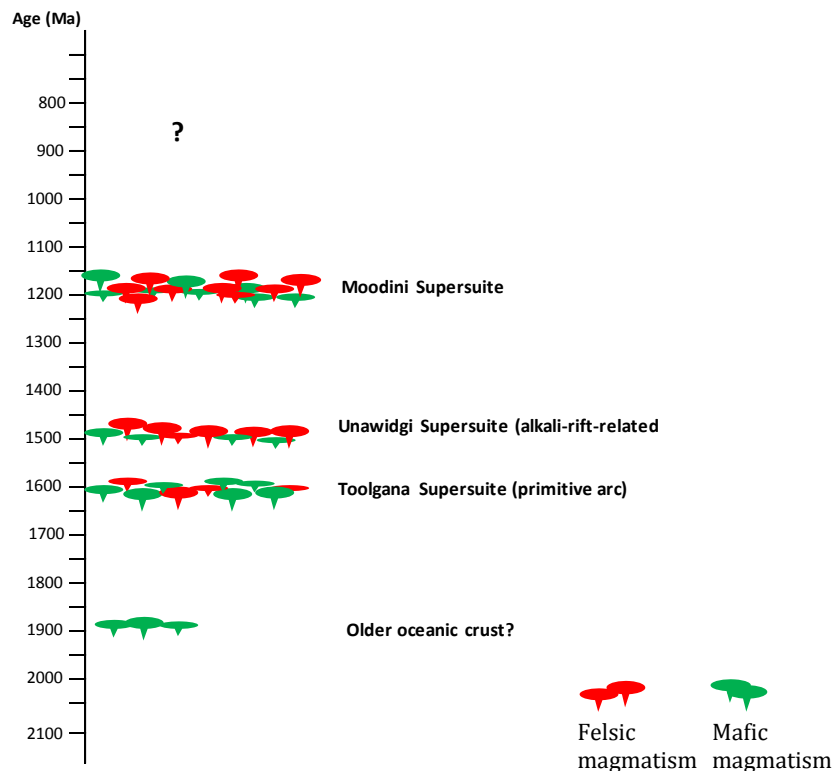 Age (Ma)
800
?
900
1000
1100
1200
Moodini Supersuite
1300
1400
Unawidgi Supersuite (alkali-rift-related
1500
1600
Toolgana Supersuite (primitive arc)
1700
1800
1900
Older oceanic crust?
2000
2100
Felsic
magmatism
Mafic
magmatism